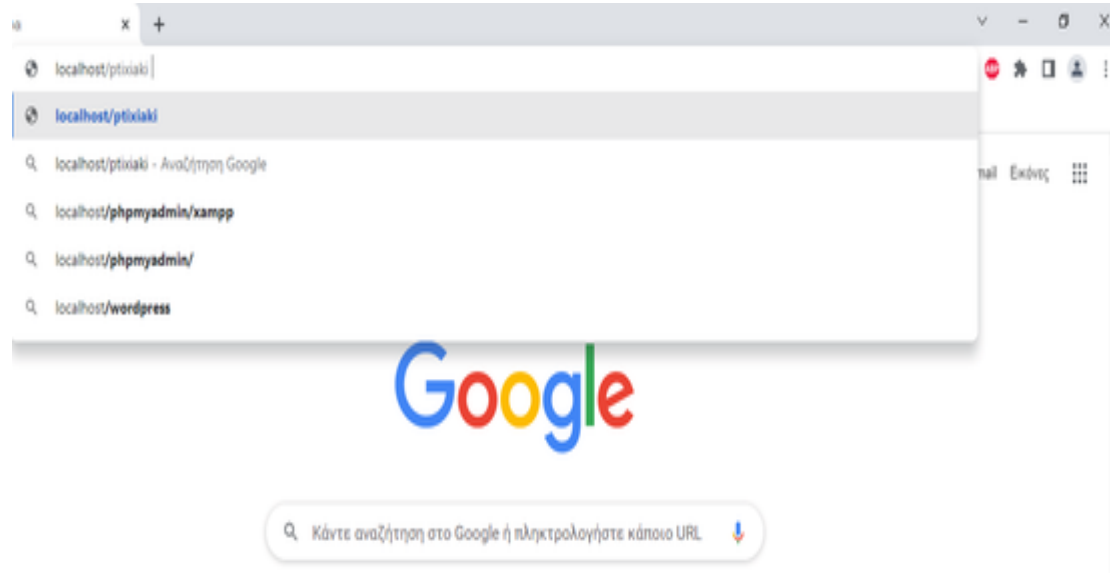 localhost/ptixiaki
localhost/ptixiaki
localhost/ptixiaki - Αναζήτηση Google
localhost/phpmyadmin/xampp
localhost/phpmyadmin/
localhost/wordpress
Εικόνες
Google
Κάντε αναζήτηση στο Google ή πληκτρολογήστε κάποιο URL